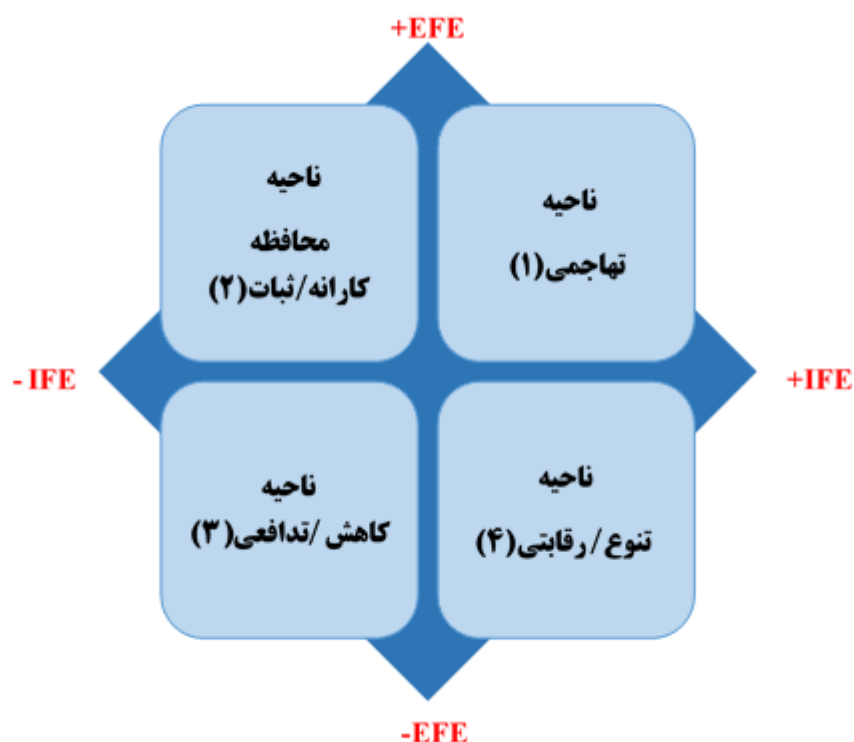 +EFE
ناحیه
تهاجمی(۱)
ناحیه
محافظه
کارانه/ثبات(۲)
- IFE
+IFE
ناحیه
کاهش /تدافعی(۳)
ناحیه
تنوع/رقابتی(۴)
-EFE